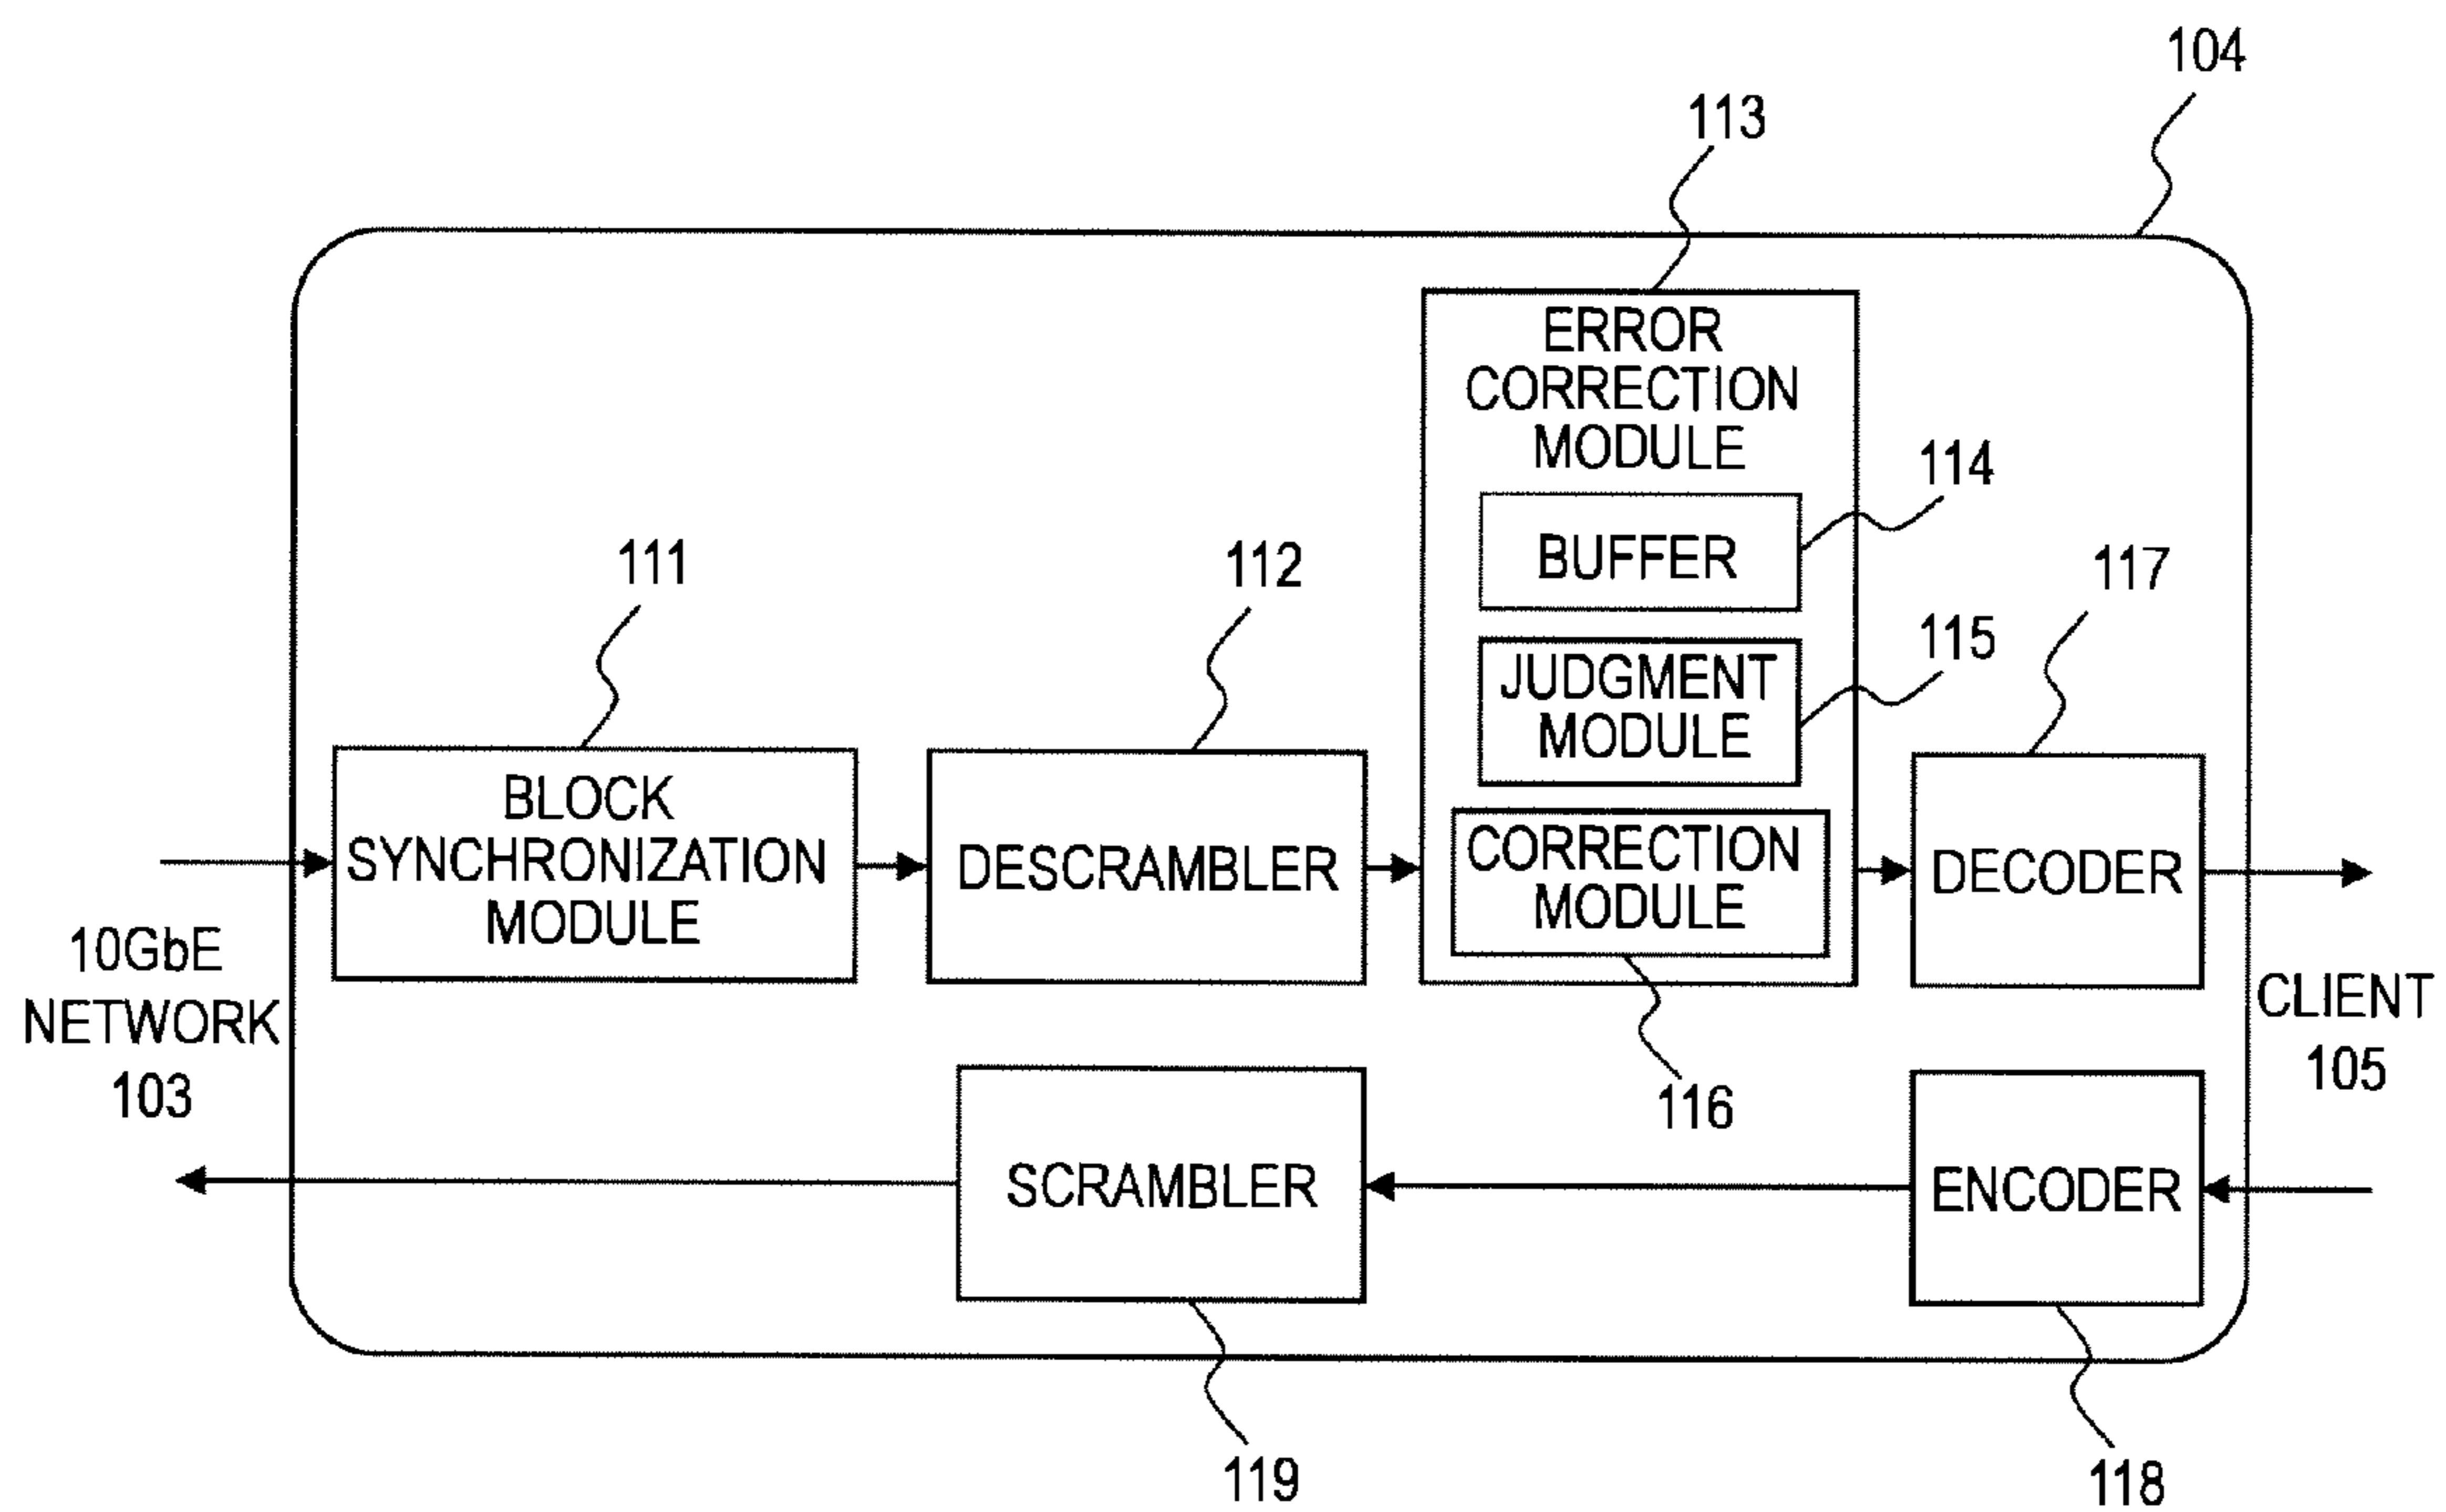 104
113
ERROR
CORRECTION
MODULE
114
BUFFER
111
112
117
115
JUDGMENT
MODULE
BLOCK
SYNCHRONIZATION
MODULE
DESCRAMBLER
CORRECTION
MODULE
DECODER
10GbE
NETWORK
103
CLIENT
105
116
SCRAMBLER
ENCODER
119
118